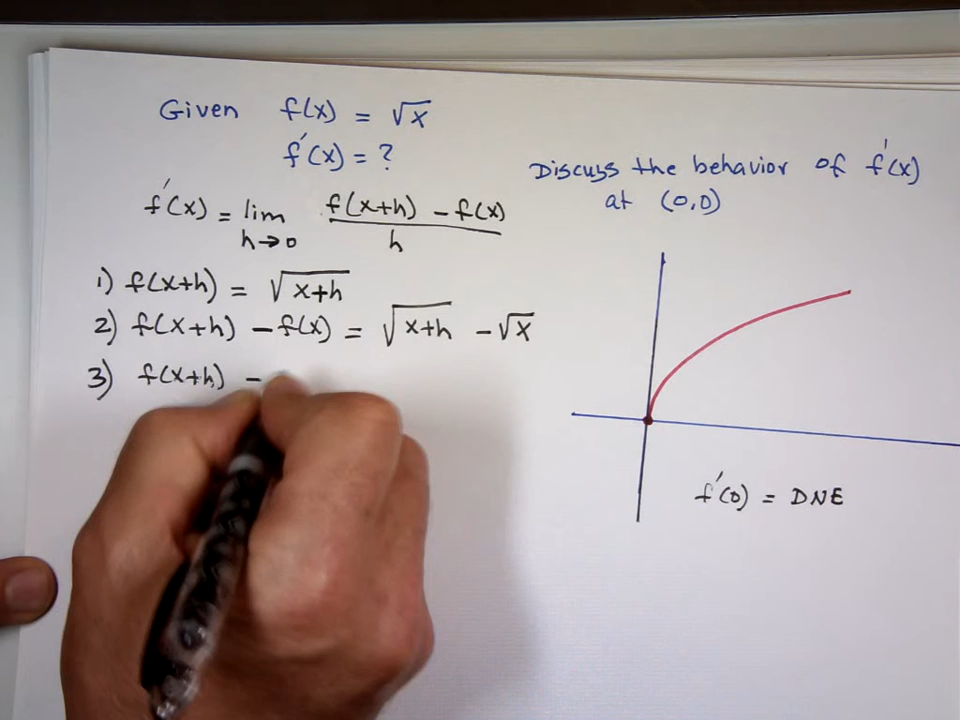 Given f(x) = √x
f'(x) = ?
f'(x) = lim h→0 f(x+h) - f(x) / h
1) f(x+h) = √x+h
2) f(x+h) - f(x) = √x+h - √x
3) f(x+h) -
Discuss the behavior of f'(x)
at (0,0)
f'(0) = DNE